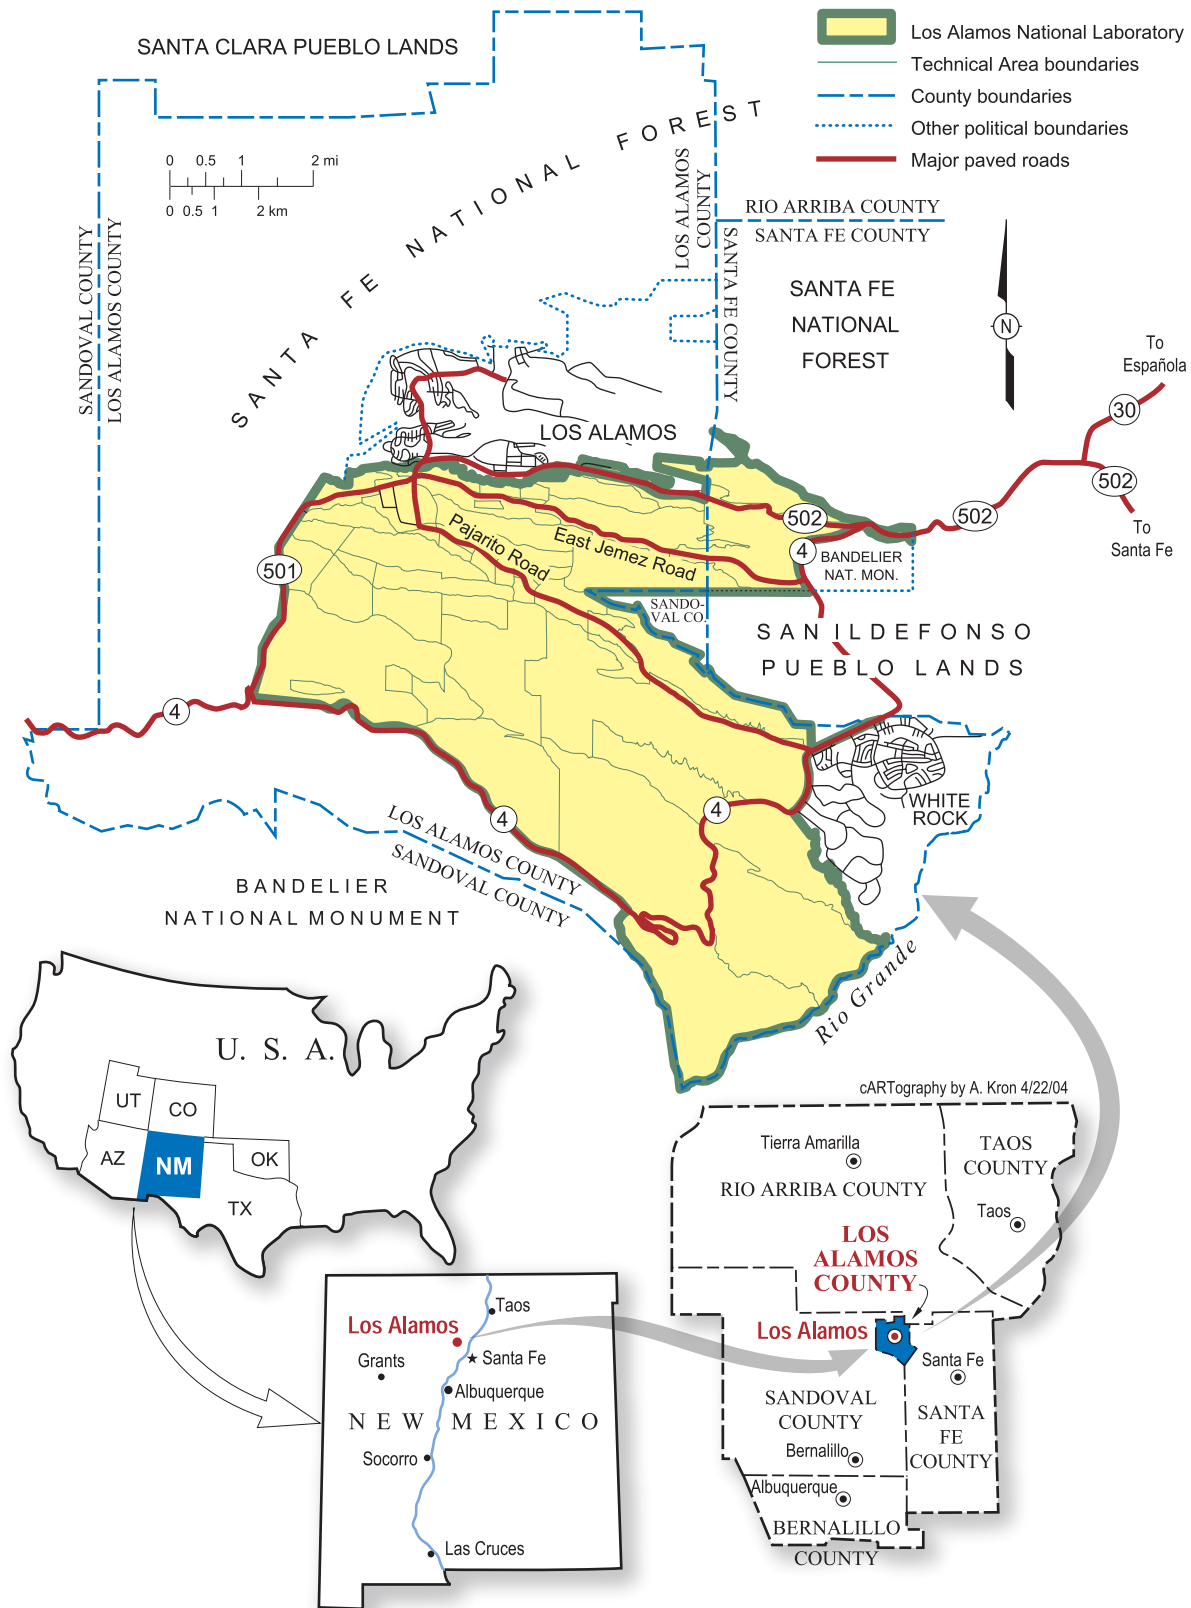 SANTA CLARA PUEBLO LANDS
Los Alamos National Laboratory
Technical Area boundaries
County boundaries
Other political boundaries
Major paved roads
0 0.5 1 2 mi
0 0.5 1 2 km
SANTA FE NATIONAL FOREST
SANDOVAL COUNTY
LOS ALAMOS COUNTY
LOS ALAMOS
COUNTY
SANTA FE COUNTY
RIO ARRIBA COUNTY
SANTA FE COUNTY
SANTA FE
NATIONAL
FOREST
N
To
Española
30
502
To
Santa Fe
LOS ALAMOS
502
502
4
BANDELIER
NAT. MON.
East Jemez Road
Pajarito Road
501
SANDO-
VAL CO.
SAN ILDEFONSO
PUEBLO LANDS
4
WHITE
ROCK
4
4
LOS ALAMOS COUNTY
SANDOVAL COUNTY
BANDELIER
NATIONAL MONUMENT
Rio Grande
U. S. A.
UT
CO
AZ
NM
OK
TX
cARTography by A. Kron 4/22/04
Tierra Amarilla
RIO ARRIBA COUNTY
TAOS
COUNTY
Taos
LOS
ALAMOS
COUNTY
Los Alamos
Santa Fe
SANDOVAL
COUNTY
SANTA
FE
COUNTY
Bernalillo
Albuquerque
BERNALILLO
COUNTY
Taos
Los Alamos
Santa Fe
Grants
Albuquerque
NEW MEXICO
Socorro
Las Cruces